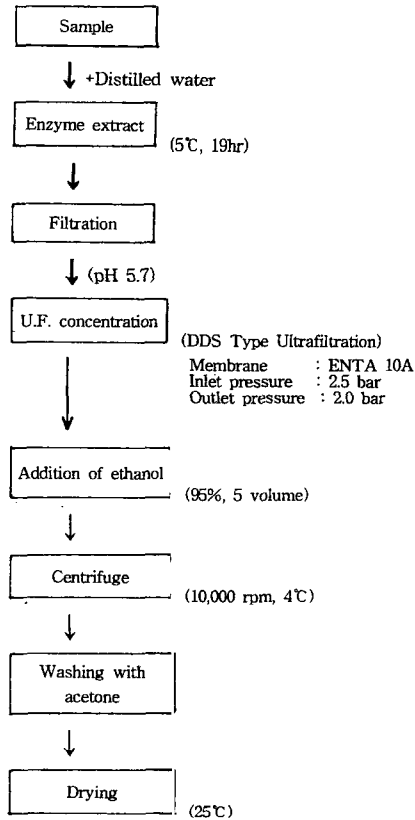 Sample
+Distilled water
Enzyme extract
(5℃, 19hr)
Filtration
(pH 5.7)
U.F. concentration
(DDS Type Ultrafiltration)
Membrane : ENTA 10A
Inlet pressure : 2.5 bar
Outlet pressure : 2.0 bar
Addition of ethanol
(95%, 5 volume)
Centrifuge
(10,000 rpm, 4℃)
Washing with
acetone
Drying
(25℃)